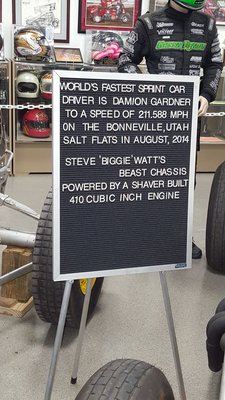 WORLD'S FASTEST SPRINT CAR
DRIVER IS DAMION GARDNER
TO A SPEED OF 211.588 MPH
ON THE BONNEVILLE, UTAH
SALT FLATS IN AUGUST, 2014
STEVE 'BIGGIE' WATT'S
BEAST CHASSIS
POWERED BY A SHAVER BUILT
410 CUBIC INCH ENGINE